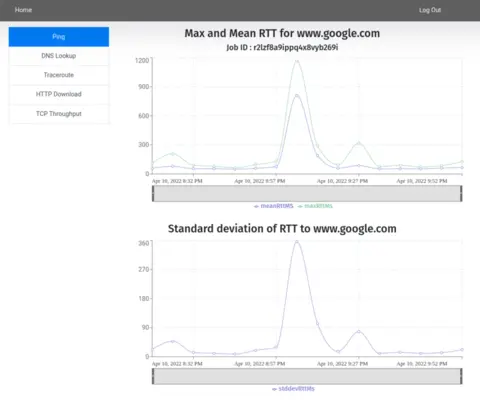 Home
Log Out
Ping
DNS Lookup
Traceroute
HTTP Download
TCP Throughput
Max and Mean RTT for www.google.com
Job ID : r2lzf8a9ippq4x8vyb269i
1200
900
600
300
0
Apr 10, 2022 8:32 PM
Apr 10, 2022 8:57 PM
Apr 10, 2022 9:27 PM
Apr 10, 2022 9:52 PM
meanRttMS
maxRttMS
Standard deviation of RTT to www.google.com
360
270
180
90
0
Apr 10, 2022 8:32 PM
Apr 10, 2022 8:57 PM
Apr 10, 2022 9:27 PM
Apr 10, 2022 9:52 PM
stddevRttMs